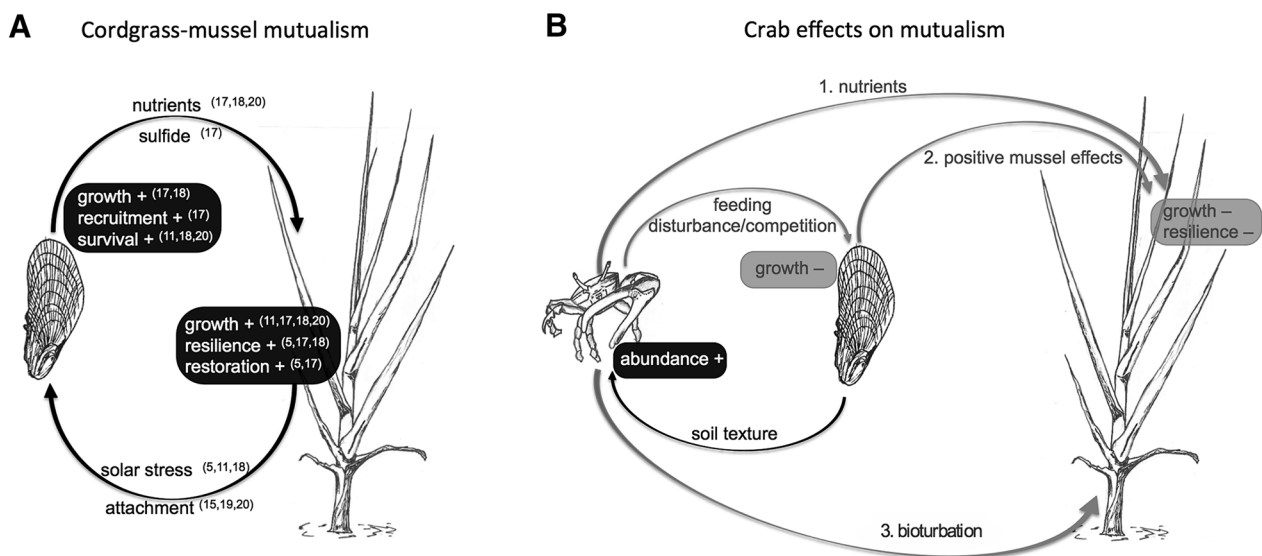 A
Cordgrass-mussel mutualism
nutrients (17,18,20)
sulfide (17)
growth + (17,18)
recruitment + (17)
survival + (11,18,20)
growth + (11,17,18,20)
resilience + (5,17,18)
restoration + (5,17)
solar stress (5,11,18)
attachment (15,19,20)
B
Crab effects on mutualism
1. nutrients
2. positive mussel effects
feeding
disturbance/competition
growth –
resilience –
growth –
abundance +
soil texture
3. bioturbation